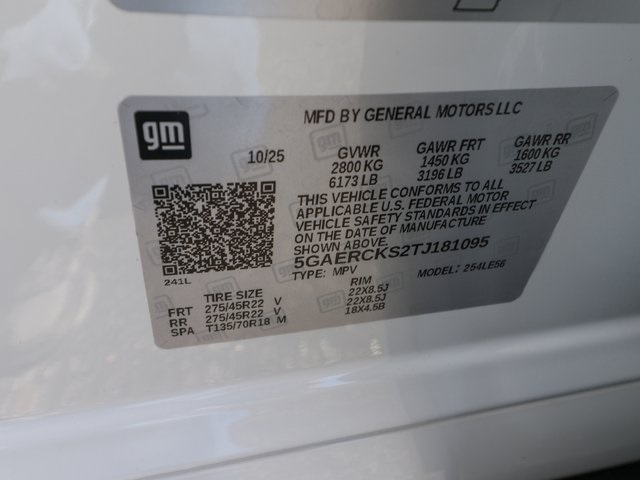 gm
MFD BY GENERAL MOTORS LLC
10/25 GVWR GAWR FRT GAWR RR
2800 KG 1450 KG 1600 KG
6173 LB 3196 LB 3527 LB
THIS VEHICLE CONFORMS TO ALL
APPLICABLE U.S. FEDERAL MOTOR
VEHICLE SAFETY STANDARDS IN EFFECT
ON THE DATE OF MANUFACTURE
SHOWN ABOVE.
5GAERCKS2TJ181095
TYPE: MPV MODEL: 254LE56
241L
TIRE SIZE RIM
FRT 275/45R22 V 22X8.5J
RR 275/45R22 V 22X8.5J
SPA T135/70R18 M 18X4.5B